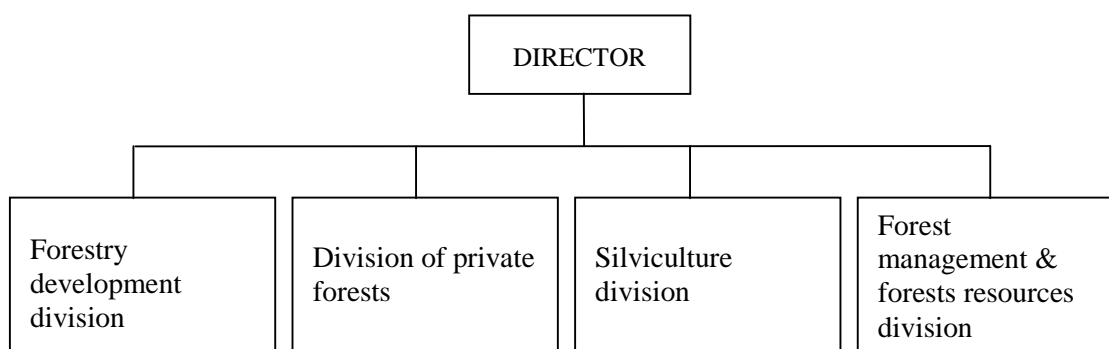 DIRECTOR
Forestry
development
division
Division of private
forests
Silviculture
division
Forest
management &
forests resources
division